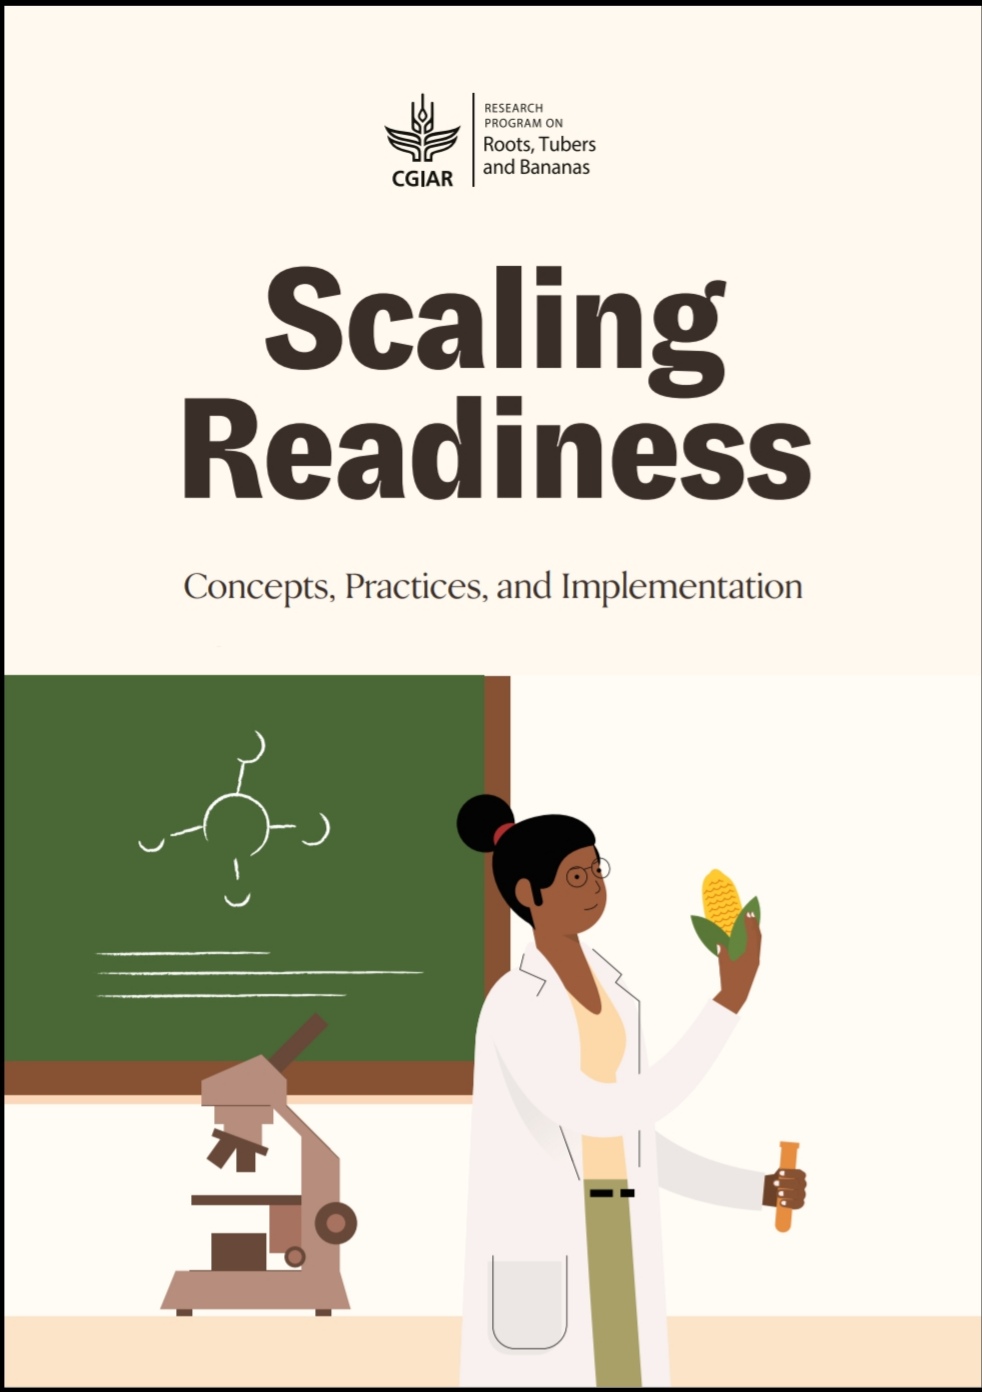 RESEARCH
PROGRAM ON
Roots, Tubers
and Bananas
CGIAR
Scaling
Readiness
Concepts, Practices, and Implementation